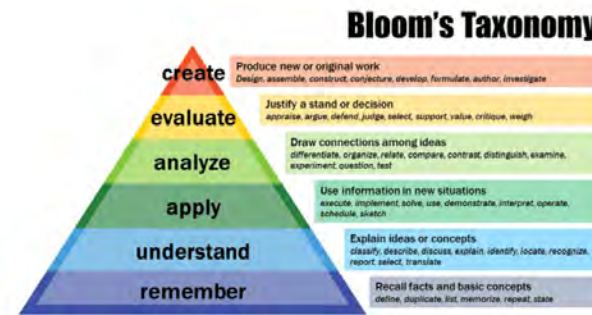 Bloom's Taxonomy
create
Produce new or original work
Design, assemble, construct, conjecture, develop, formulate, author, investigate
evaluate
Justify a stand or decision
appraise, argue, defend, judge, select, support, value, critique, weigh
analyze
Draw connections among ideas
differentiate, organize, relate, compare, contrast, distinguish, examine,
experiment, question, test
apply
Use information in new situations
execute, implement, solve, use, demonstrate, interpret, operate,
schedule, sketch
understand
Explain ideas or concepts
classify, describe, discuss, explain, identify, locate, recognize,
report, select, translate
remember
Recall facts and basic concepts
define, duplicate, list, memorize, repeat, state